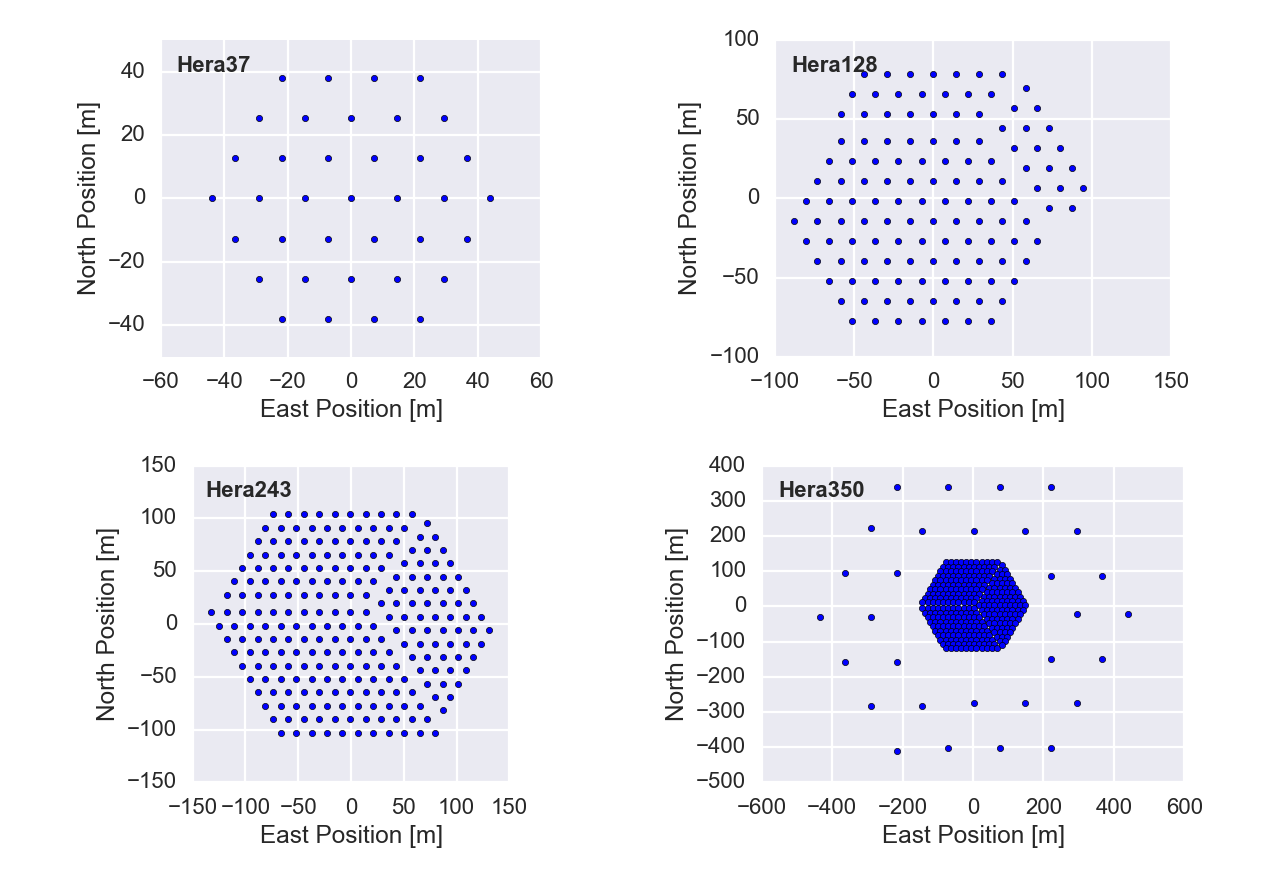 Hera37
40
20
0
−20
−40
North Position [m]
−60 −40 −20 0 20 40 60
East Position [m]
Hera128
100
50
0
−50
−100
North Position [m]
−100 −50 0 50 100 150
East Position [m]
Hera243
150
100
50
0
−50
−100
−150
North Position [m]
−150 −100 −50 0 50 100 150
East Position [m]
Hera350
400
300
200
100
0
−100
−200
−300
−400
−500
North Position [m]
−600 −400 −200 0 200 400 600
East Position [m]